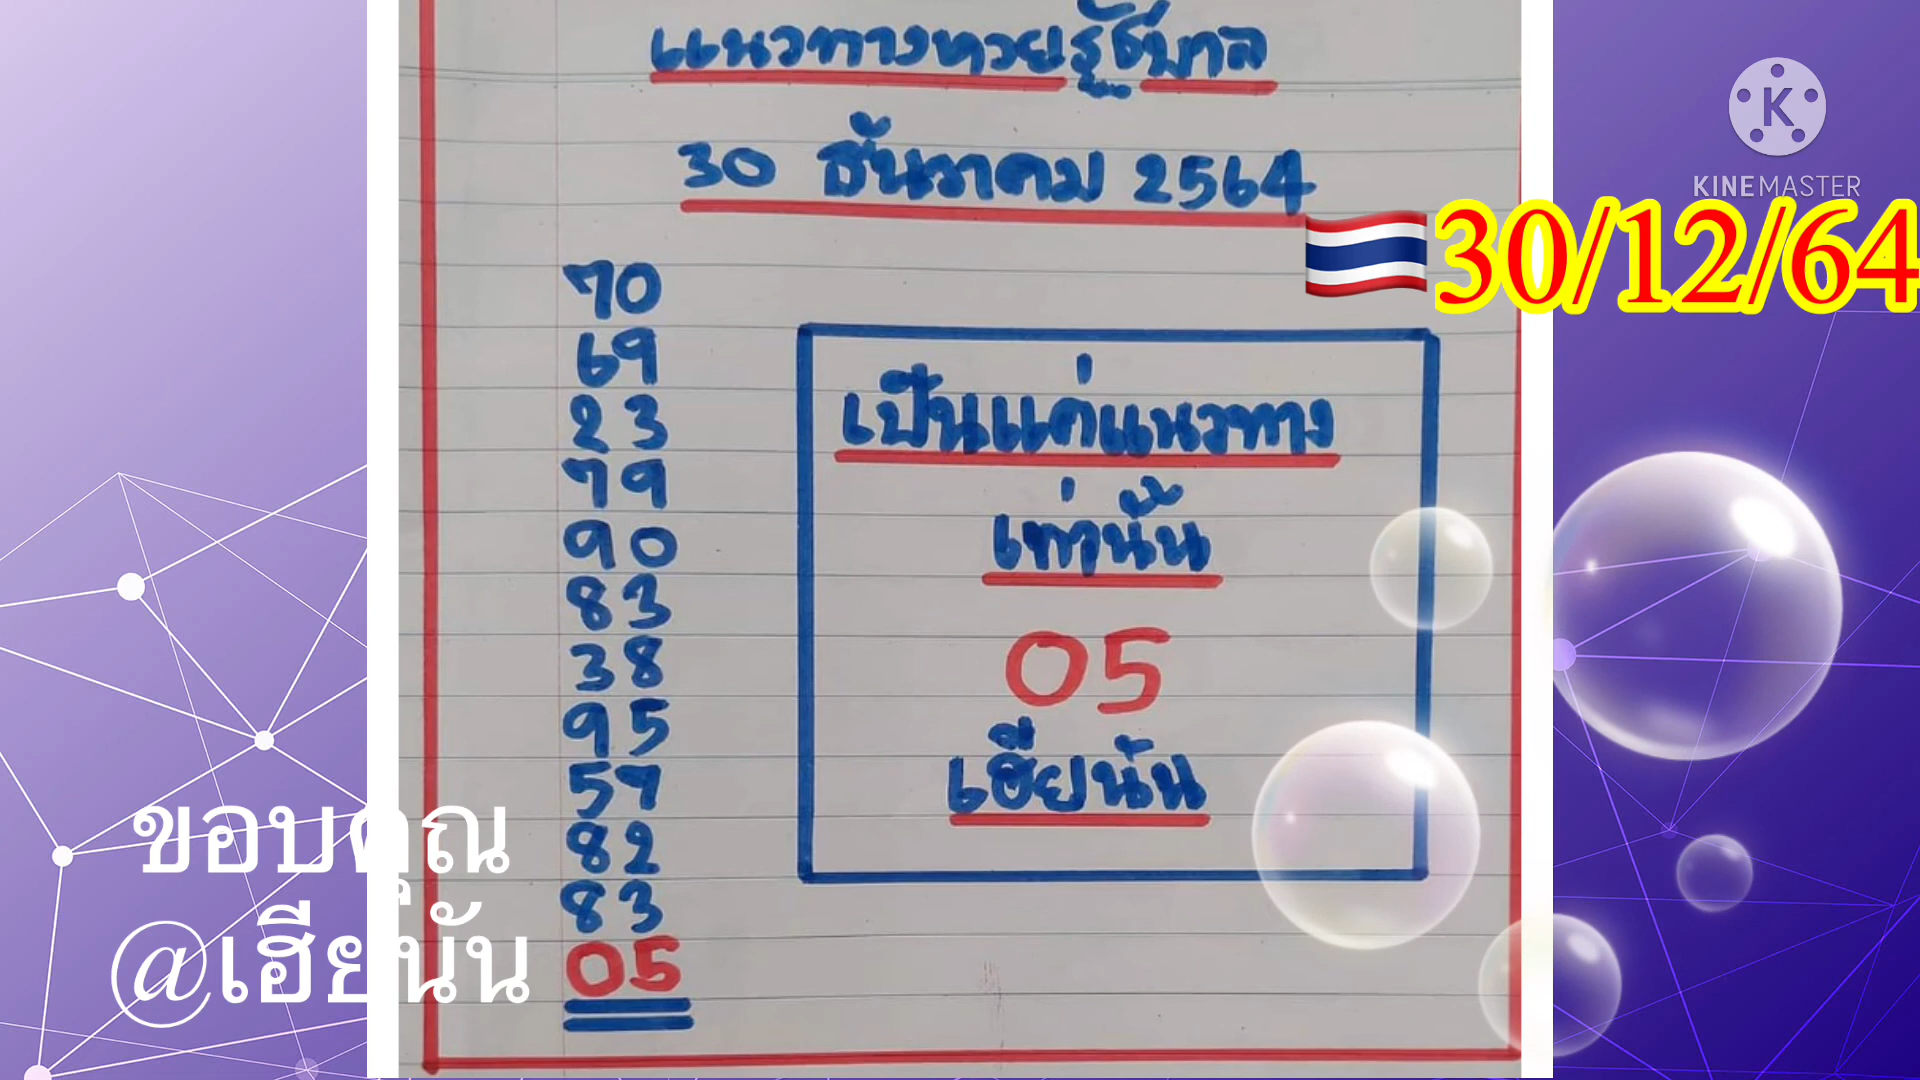 แนวทางหวยรัฐบาล
30 ธันวาคม 2564
KINEMASTER
30/12/64
70
69
23
79
90
83
38
95
57
82
83
05
เป็นแค่แนวทาง
เท่านั้น
05
เฮียนัน
ขอบคุณ
@เฮียนัน